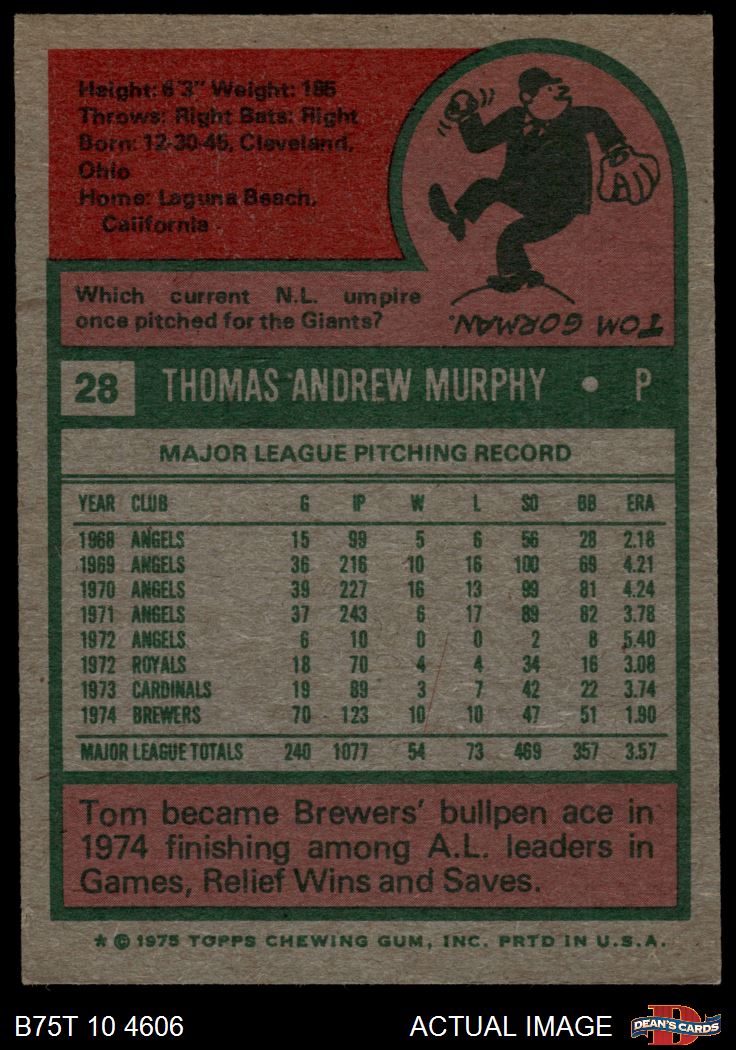 Height: 6'3" Weight: 185
Throws: Right Bats: Right
Born: 12-30-45, Cleveland,
Ohio
Home: Laguna Beach,
California
Which current N.L. umpire
once pitched for the Giants?
TOM GORMAN.
28 THOMAS ANDREW MURPHY • P
MAJOR LEAGUE PITCHING RECORD
YEAR CLUB G IP W L SO BB ERA
1968 ANGELS 15 99 5 6 56 28 2.18
1969 ANGELS 36 216 10 16 100 69 4.21
1970 ANGELS 39 227 16 13 99 81 4.24
1971 ANGELS 37 243 6 17 89 82 3.78
1972 ANGELS 6 10 0 0 2 8 5.40
1972 ROYALS 18 70 4 4 34 16 3.08
1973 CARDINALS 19 89 3 7 42 22 3.74
1974 BREWERS 70 123 10 10 47 51 1.90
MAJOR LEAGUE TOTALS 240 1077 54 73 469 357 3.57
Tom became Brewers' bullpen ace in
1974 finishing among A.L. leaders in
Games, Relief Wins and Saves.
* © 1975 TOPPS CHEWING GUM, INC. PRTD IN U.S.A.
B75T 10 4606 ACTUAL IMAGE DEAN'S CARDS